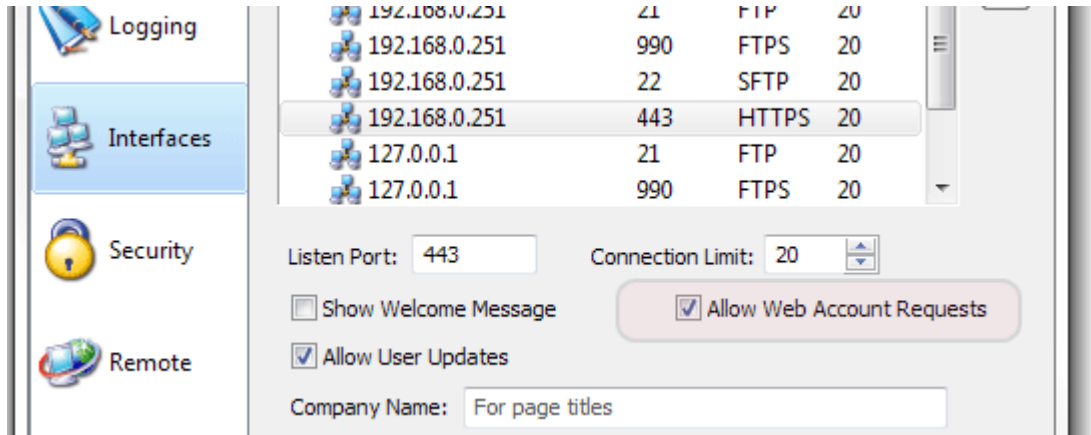 Logging
Interfaces
Security
Remote
192.168.0.251 21 FTP 20
192.168.0.251 990 FTPS 20
192.168.0.251 22 SFTP 20
192.168.0.251 443 HTTPS 20
127.0.0.1 21 FTP 20
127.0.0.1 990 FTPS 20
Listen Port: 443 Connection Limit: 20
Show Welcome Message Allow Web Account Requests
Allow User Updates
Company Name: For page titles